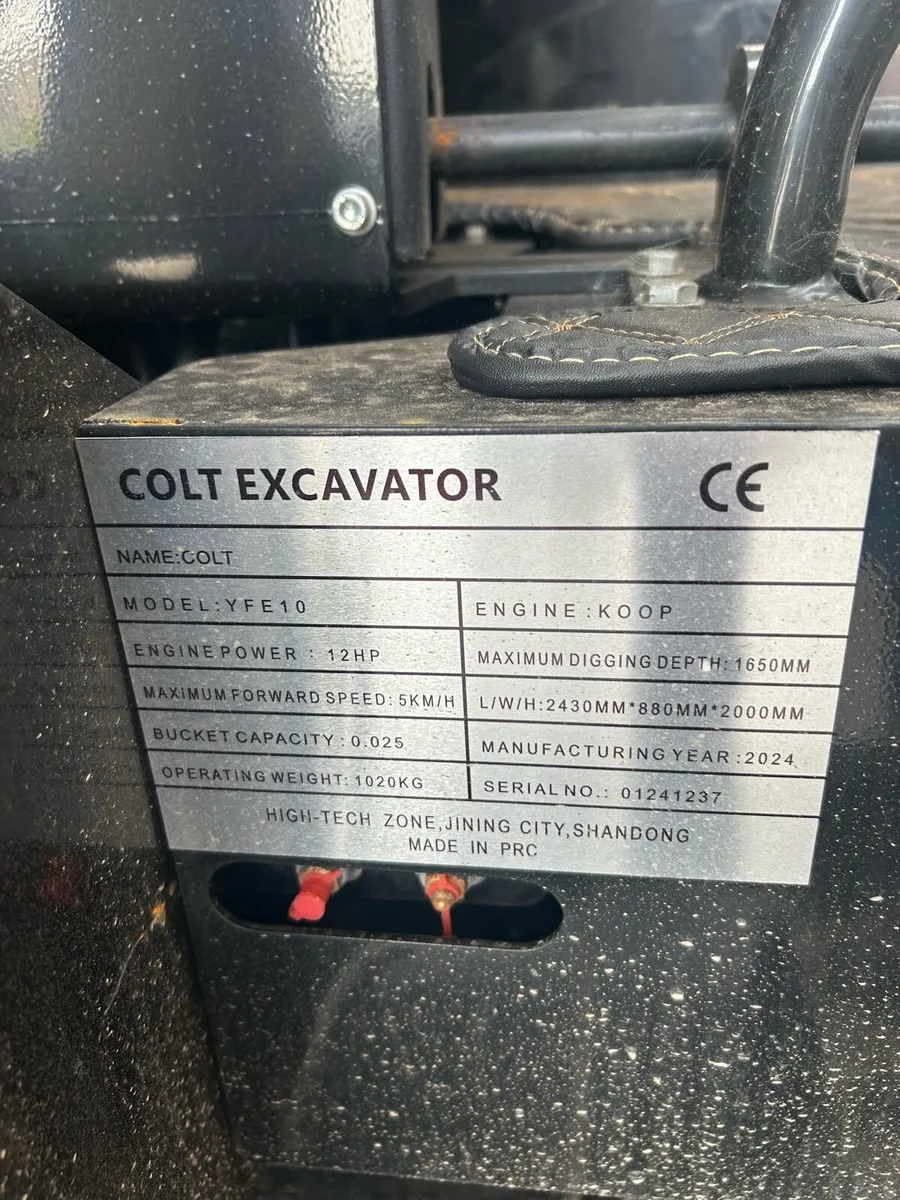 COLT EXCAVATOR CE
NAME:COLT
MODEL:YFE10
ENGINE:KOOP
ENGINE POWER : 12HP
MAXIMUM DIGGING DEPTH: 1650MM
MAXIMUM FORWARD SPEED: 5KM/H
L/W/H:2430MM*880MM*2000MM
BUCKET CAPACITY : 0.025
MANUFACTURING YEAR :2024
OPERATING WEIGHT: 1020KG
SERIAL NO.: 01241237
HIGH-TECH ZONE,JINING CITY,SHANDONG
MADE IN PRC